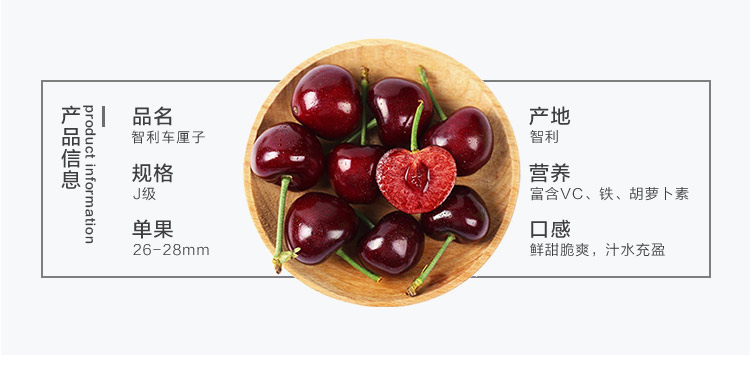 产品信息
product information
品名
智利车厘子
规格
J级
单果
26-28mm
产地
智利
营养
富含VC、铁、胡萝卜素
口感
鲜甜脆爽，汁水充盈